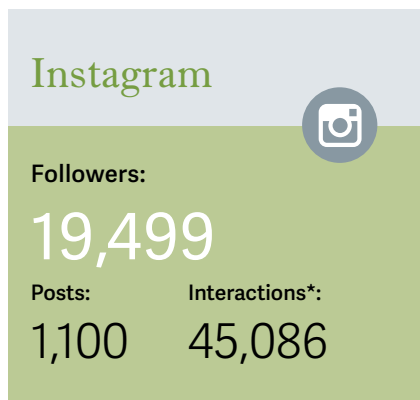 Instagram
Followers:
19,499
Posts: Interactions*:
1,100 45,086